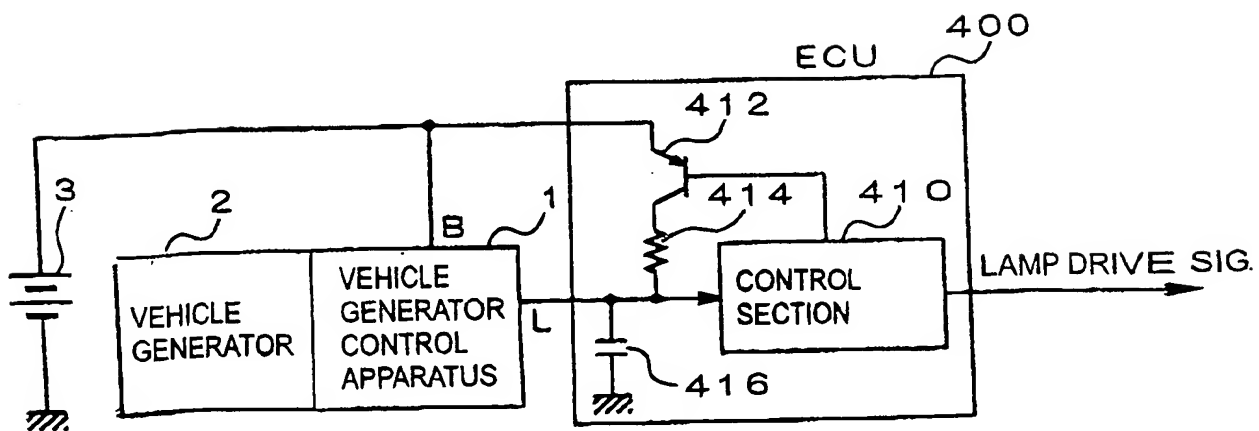 400
ECU
412
3
2
B
1
414
410
VEHICLE
GENERATOR
VEHICLE
GENERATOR
CONTROL
APPARATUS
L
CONTROL
SECTION
LAMP DRIVE SIG.
416